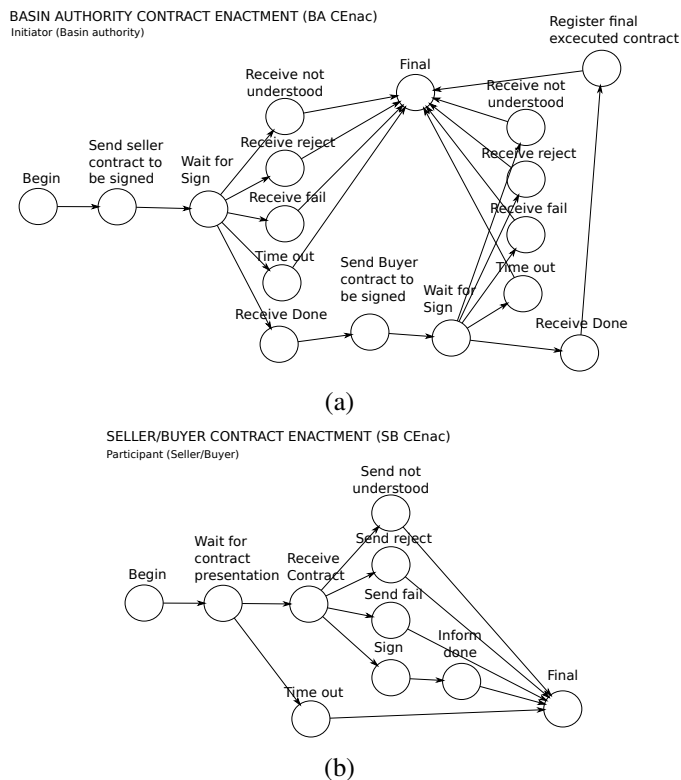 BASIN AUTHORITY CONTRACT ENACTMENT (BA CEnac)
Initiator (Basin authority)
Register final
excecuted contract
Final
Receive not
understood
Receive not
understood
Receive reject
Receive reject
Send seller
contract to
be signed
Wait for
Sign
Begin
Receive fail
Receive fail
Time out
Time out
Send Buyer
contract to
be signed
Wait for
Sign
Receive Done
Receive Done
(a)
SELLER/BUYER CONTRACT ENACTMENT (SB CEnac)
Participant (Seller/Buyer)
Send not
understood
Send reject
Wait for
contract
presentation
Receive
Contract
Begin
Send fail
Sign
Inform
done
Final
Time out
(b)